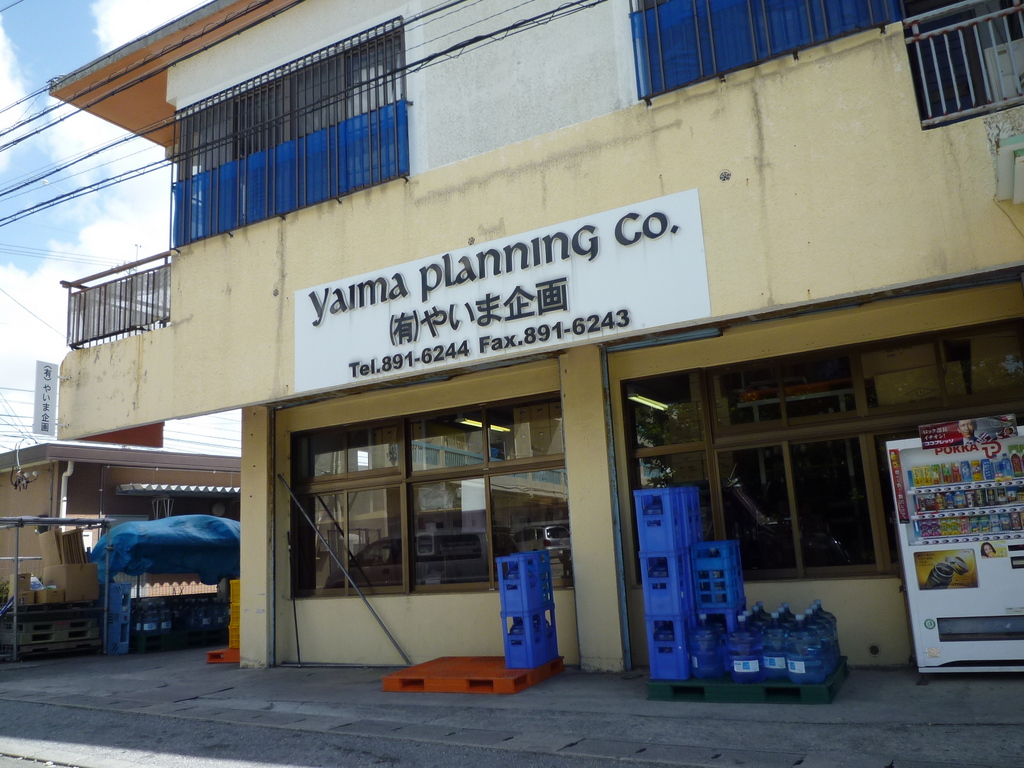 Yaima Planning Co.
(有)やいま企画
Tel.891-6244 Fax.891-6243
(有)やいま企画
POKKA